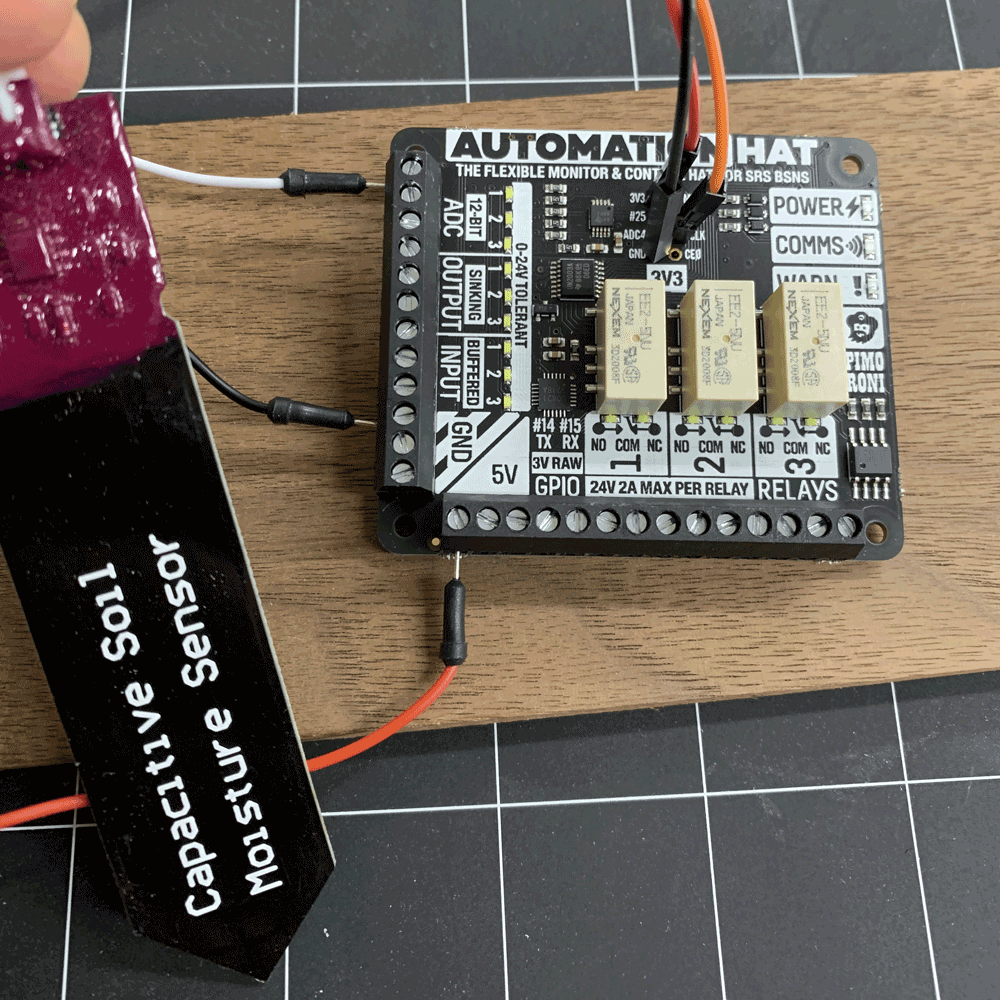 AUTOMATION HAT
THE FLEXIBLE MONITOR & CONT HAT OR SRS BSNS
3V3
#25
ADC4
GND
CE0
3V3
POWER
COMMS
WARN
!
PIMO
RONI
12-BIT
ADC
1
2
3
SINKING
OUTPUT
1
2
3
BUFFERED
INPUT
1
2
3
0-24V TOLERANT
GND
5V
#14 #15
TX RX
3V RAW
GPIO
EE2-5NU
JAPAN
NEXEM
EE2-5NU
JAPAN
NEXEM
EE2-5NU
JAPAN
NEXEM
NO COM NC
1
NO COM NC
2
NO COM NC
3
24V 2A MAX PER RELAY
RELAYS
Capacitive Soil
Moisture Sensor